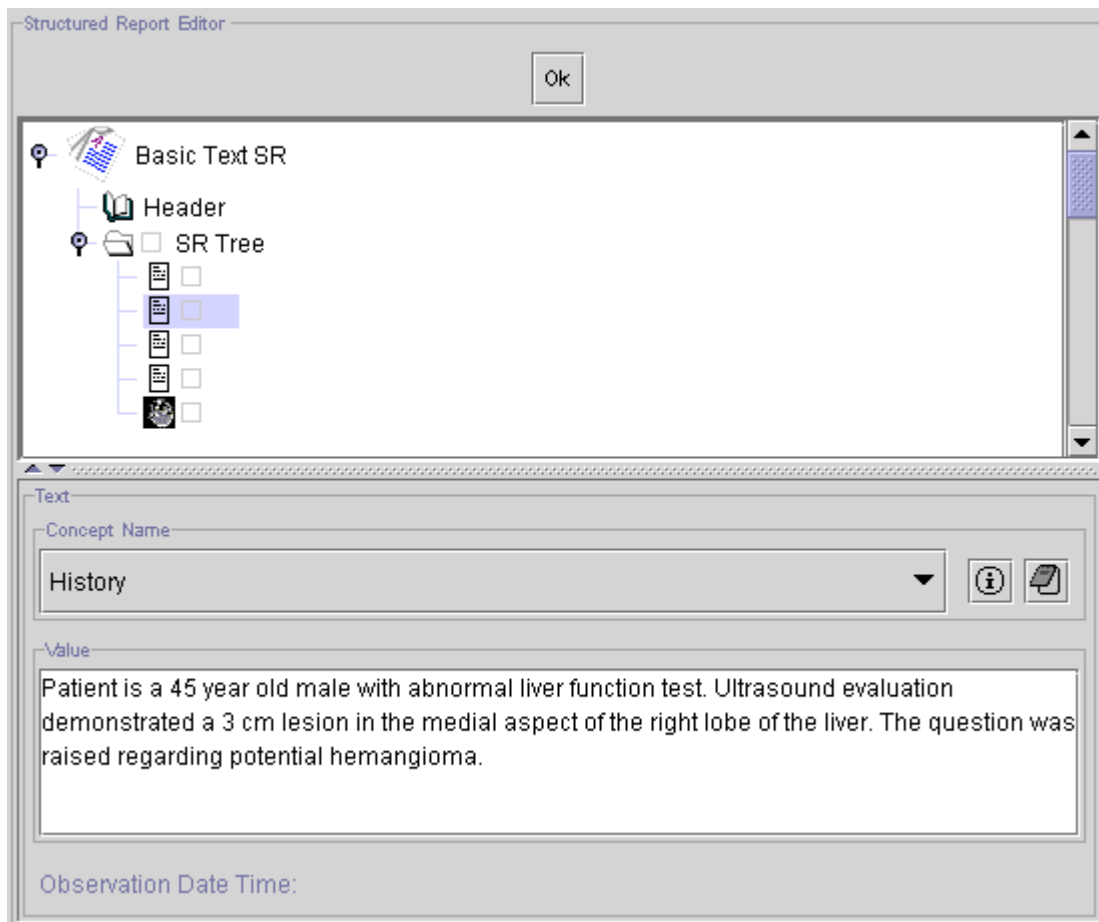 Structured Report Editor
Ok
Basic Text SR
Header
SR Tree
Text
Concept Name
History
Value
Patient is a 45 year old male with abnormal liver function test. Ultrasound evaluation
demonstrated a 3 cm lesion in the medial aspect of the right lobe of the liver. The question was
raised regarding potential hemangioma.
Observation Date Time: